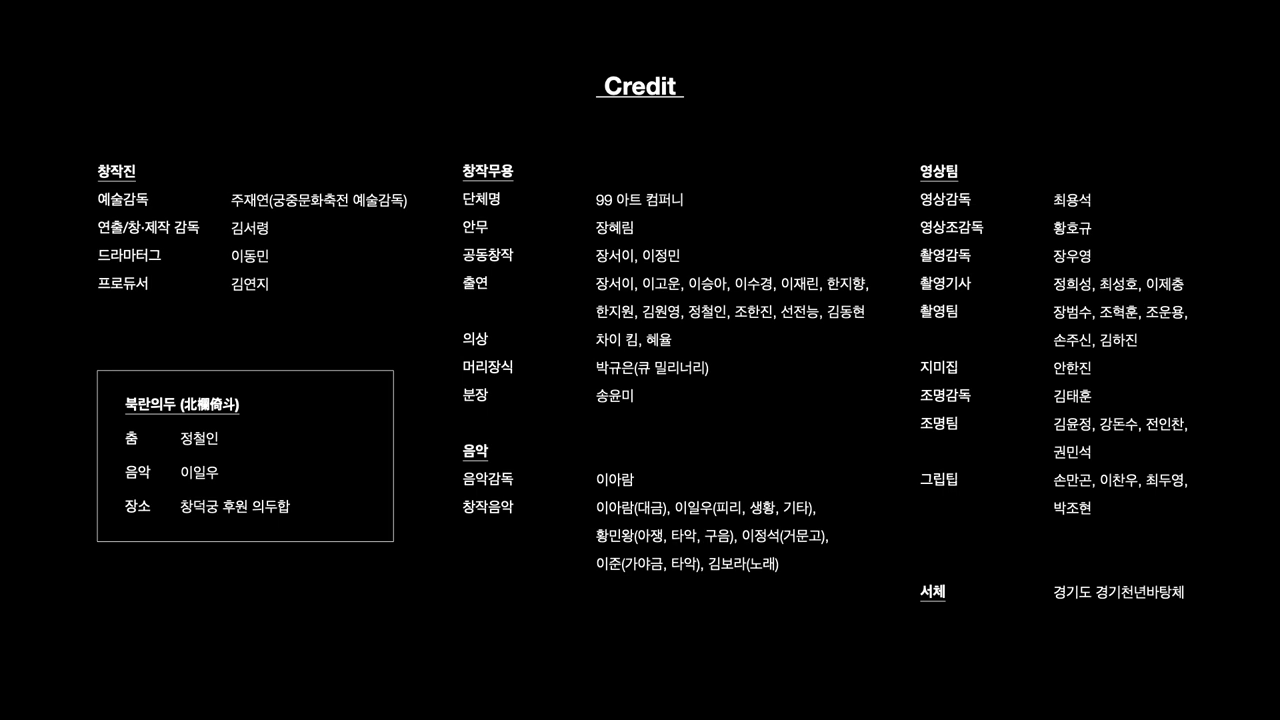 Credit
창작진
예술감독 주재연(궁중문화축전 예술감독)
연출/창·제작 감독 김서령
드라마터그 이동민
프로듀서 김연지
북란의두 (北欄倚斗)
춤 정철인
음악 이일우
장소 창덕궁 후원 의두합
창작무용
단체명 99 아트 컴퍼니
안무 장혜림
공동창작 장서이, 이정민
출연 장서이, 이고운, 이승아, 이수경, 이재린, 한지향,
한지원, 김원영, 정철인, 조한진, 선전능, 김동현
의상 차이 킴, 혜율
머리장식 박규은(큐 밀리너리)
분장 송윤미
음악
음악감독 이아람
창작음악 이아람(대금), 이일우(피리, 생황, 기타),
황민왕(아쟁, 타악, 구음), 이정석(거문고),
이준(가야금, 타악), 김보라(노래)
영상팀
영상감독 최용석
영상조감독 황호규
촬영감독 장우영
촬영기사 정희성, 최성호, 이제충
촬영팀 장범수, 조혁훈, 조운용,
손주신, 김하진
지미집 안한진
조명감독 김태훈
조명팀 김윤정, 강돈수, 전인찬,
권민석
그립팁 손만곤, 이찬우, 최두영,
박조현
서체 경기도 경기천년바탕체